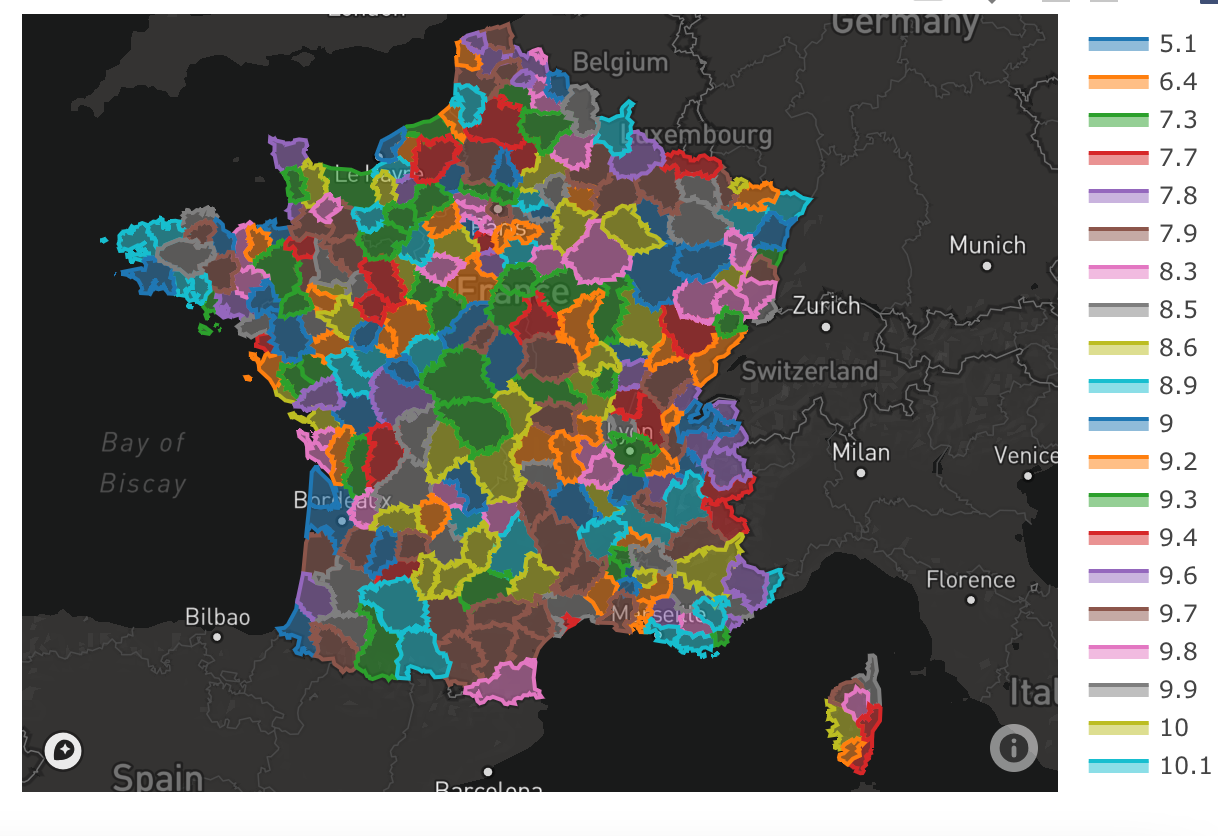 London
Germany
Belgium
Luxembourg
Le Havre
Paris
Munich
France
Zurich
Switzerland
Bay of
Biscay
Lyon
Milan
Venice
Bordeaux
Florence
Bilbao
Marseille
Ital
Spain
Barcelona
5.1
6.4
7.3
7.7
7.8
7.9
8.3
8.5
8.6
8.9
9
9.2
9.3
9.4
9.6
9.7
9.8
9.9
10
10.1